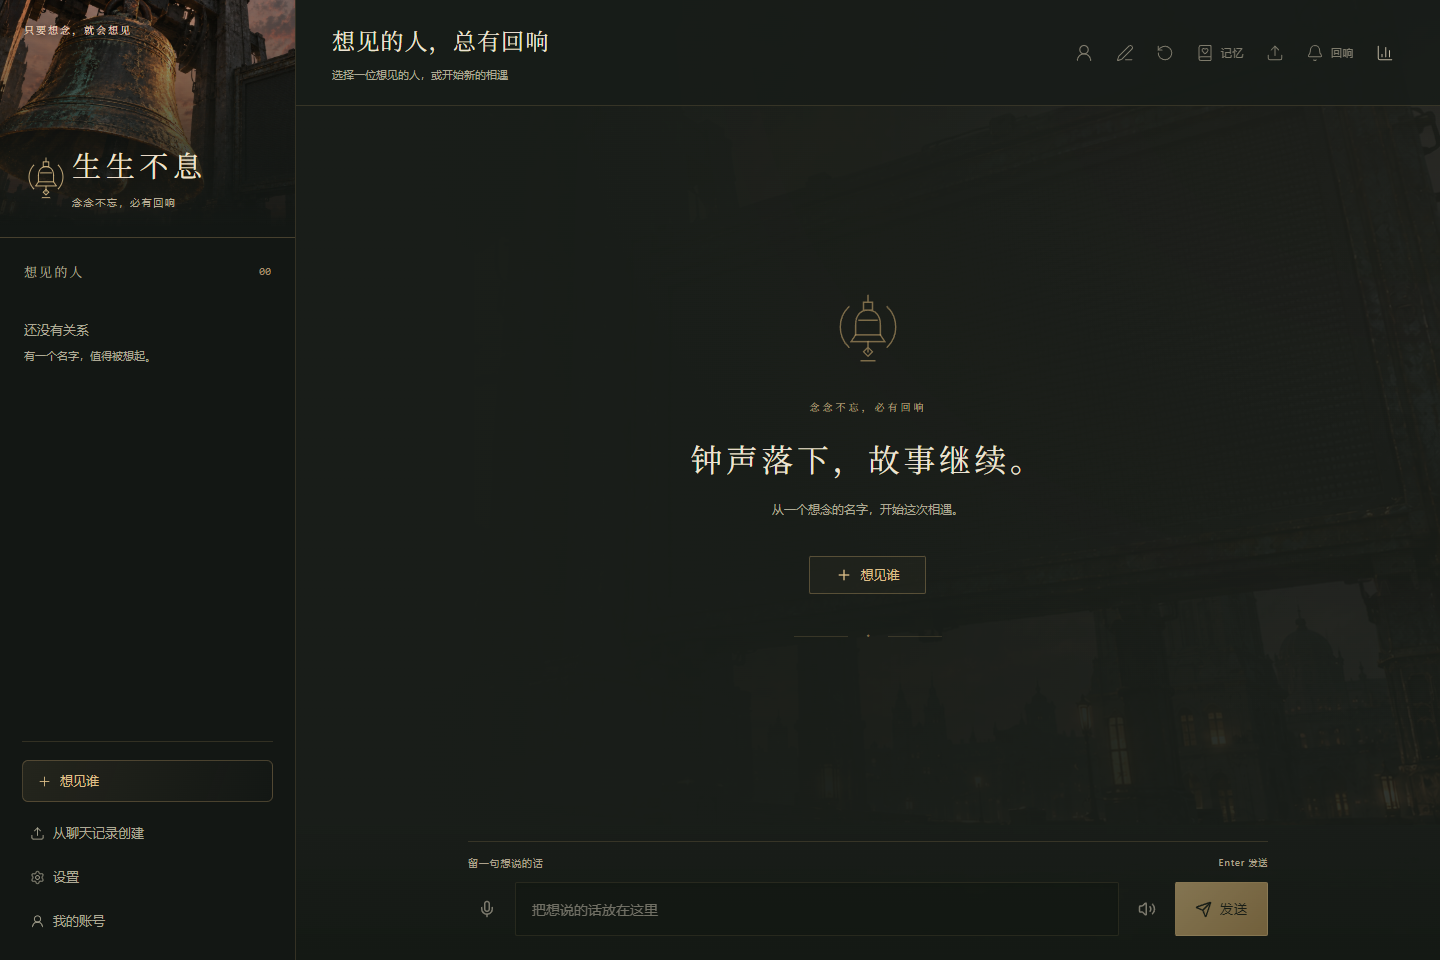 只要想念，就会想见
生生不息
念念不忘，必有回响
想见的人
00
还没有关系
有一个名字，值得被想起。
想见谁
从聊天记录创建
设置
我的账号
想见的人，总有回响
选择一位想见的人，或开始新的相遇
记忆
回响
念念不忘，必有回响
钟声落下，故事继续。
从一个想念的名字，开始这次相遇。
想见谁
留一句想说的话
Enter 发送
把想说的话放在这里
发送